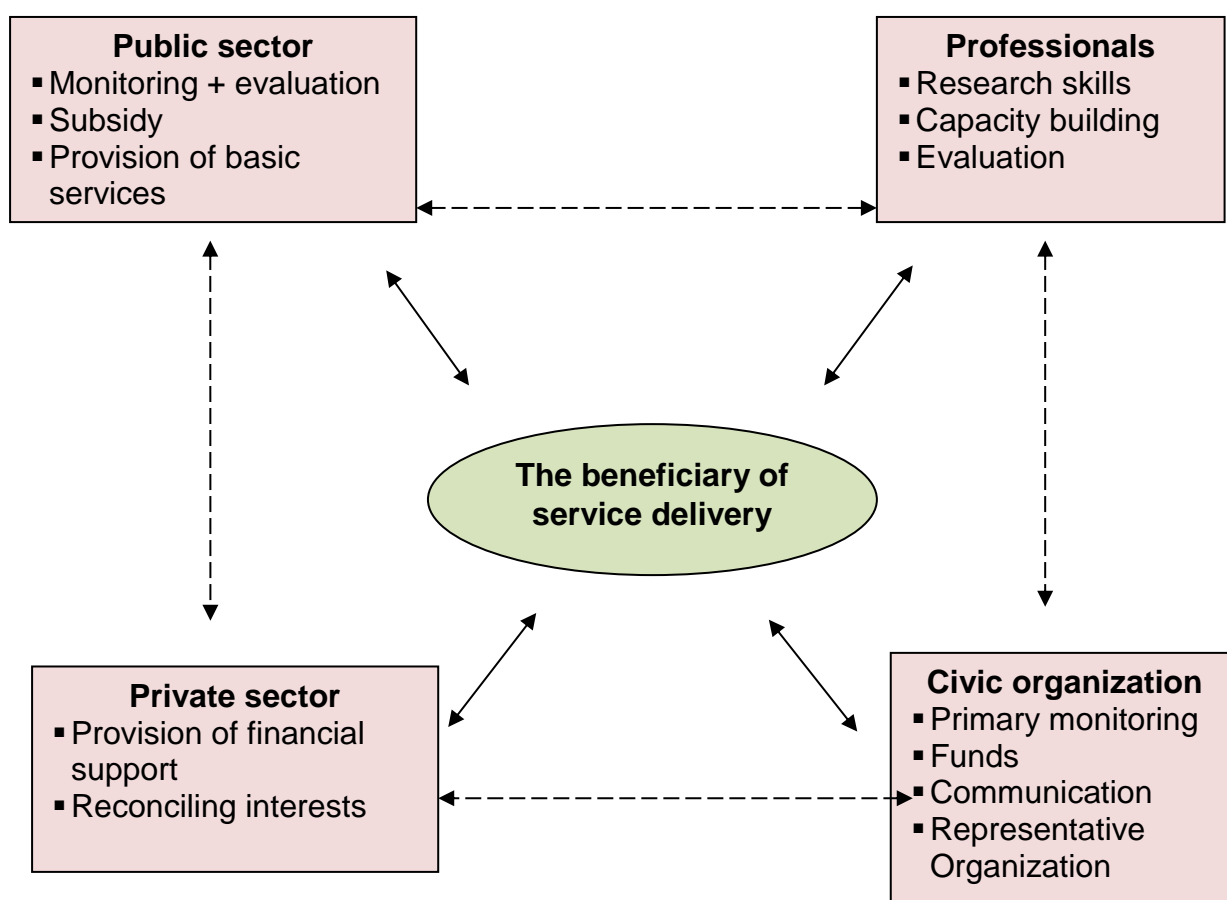 Public sector
▪ Monitoring + evaluation
▪ Subsidy
▪ Provision of basic
services
Professionals
▪ Research skills
▪ Capacity building
▪ Evaluation
The beneficiary of
service delivery
Private sector
▪ Provision of financial
support
▪ Reconciling interests
Civic organization
▪ Primary monitoring
▪ Funds
▪ Communication
▪ Representative
Organization